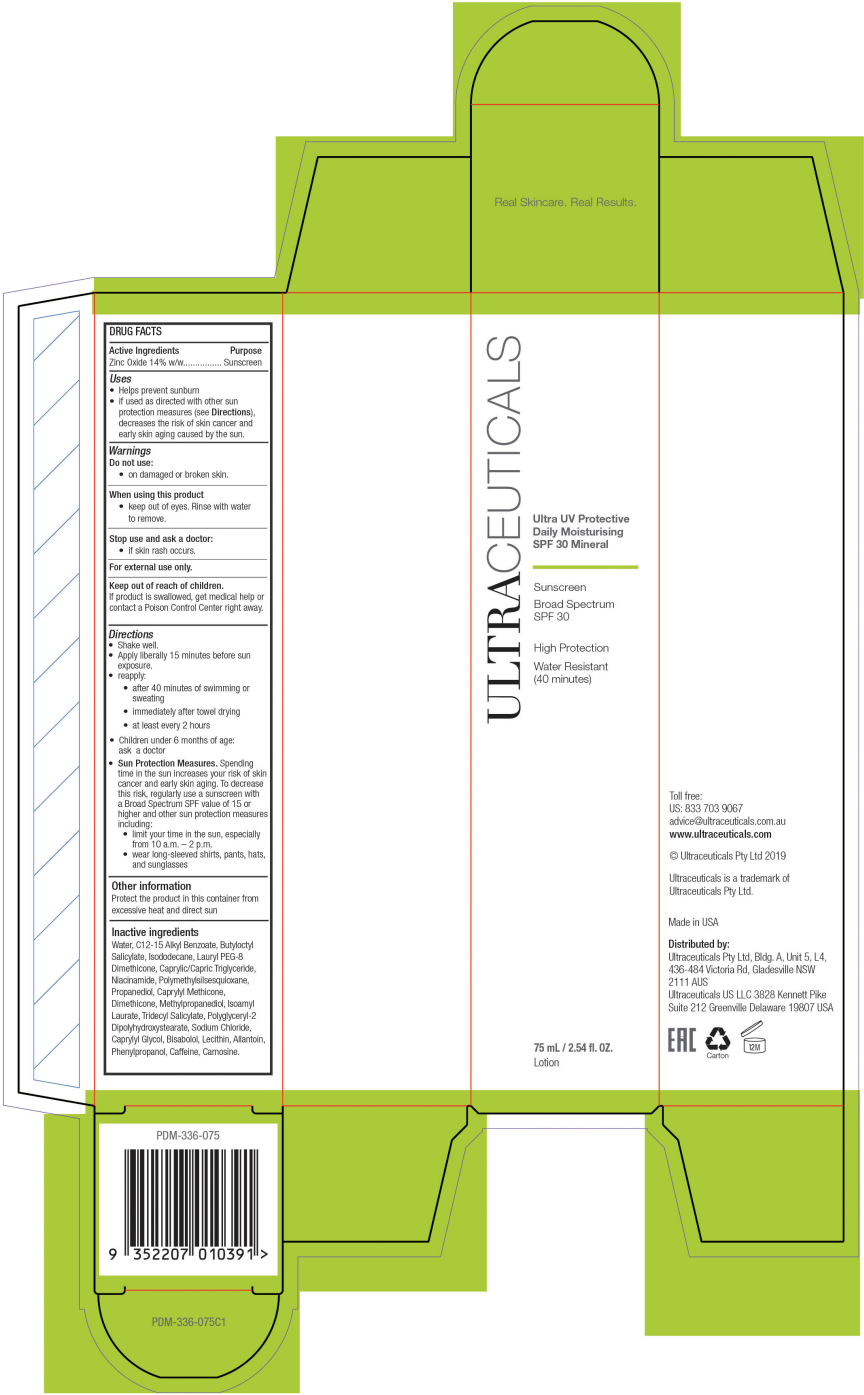 Real Skincare. Real Results.
DRUG FACTS
Active Ingredients Purpose
Zinc Oxide 14% w/w................ Sunscreen
Uses
• Helps prevent sunburn
• if used as directed with other sun
protection measures (see Directions),
decreases the risk of skin cancer and
early skin aging caused by the sun.
Warnings
Do not use:
• on damaged or broken skin.
When using this product
• keep out of eyes. Rinse with water
to remove.
Stop use and ask a doctor:
• if skin rash occurs.
For external use only.
Keep out of reach of children.
If product is swallowed, get medical help or
contact a Poison Control Center right away.
Directions
• Shake well.
• Apply liberally 15 minutes before sun
exposure.
• reapply:
• after 40 minutes of swimming or
sweating
• immediately after towel drying
• at least every 2 hours
• Children under 6 months of age:
ask a doctor
• Sun Protection Measures. Spending
time in the sun increases your risk of skin
cancer and early skin aging. To decrease
this risk, regularly use a sunscreen with
a Broad Spectrum SPF value of 15 or
higher and other sun protection measures
including:
• limit your time in the sun, especially
from 10 a.m. – 2 p.m.
• wear long-sleeved shirts, pants, hats,
and sunglasses
Other information
Protect the product in this container from
excessive heat and direct sun
Inactive ingredients
Water, C12-15 Alkyl Benzoate, Butyloctyl
Salicylate, Isododecane, Lauryl PEG-8
Dimethicone, Caprylic/Capric Triglyceride,
Niacinamide, Polymethylsilsesquioxane,
Propanediol, Caprylyl Methicone,
Dimethicone, Methylpropanediol, Isoamyl
Laurate, Tridecyl Salicylate, Polyglyceryl-2
Dipolyhydroxystearate, Sodium Chloride,
Caprylyl Glycol, Bisabolol, Lecithin, Allantoin,
Phenylpropanol, Caffeine, Carnosine.
ULTRACEUTICALS
Ultra UV Protective
Daily Moisturising
SPF 30 Mineral
Sunscreen
Broad Spectrum
SPF 30
High Protection
Water Resistant
(40 minutes)
75 mL / 2.54 fl. OZ.
Lotion
Toll free:
US: 833 703 9067
advice@ultraceuticals.com.au
www.ultraceuticals.com
© Ultraceuticals Pty Ltd 2019
Ultraceuticals is a trademark of
Ultraceuticals Pty Ltd.
Made in USA
Distributed by:
Ultraceuticals Pty Ltd, Bldg. A, Unit 5, L4,
436-484 Victoria Rd, Gladesville NSW
2111 AUS
Ultraceuticals US LLC 3828 Kennett Pike
Suite 212 Greenville Delaware 19807 USA
EAC
Carton
12M
PDM-336-075
9 352207 010391 >
PDM-336-075C1